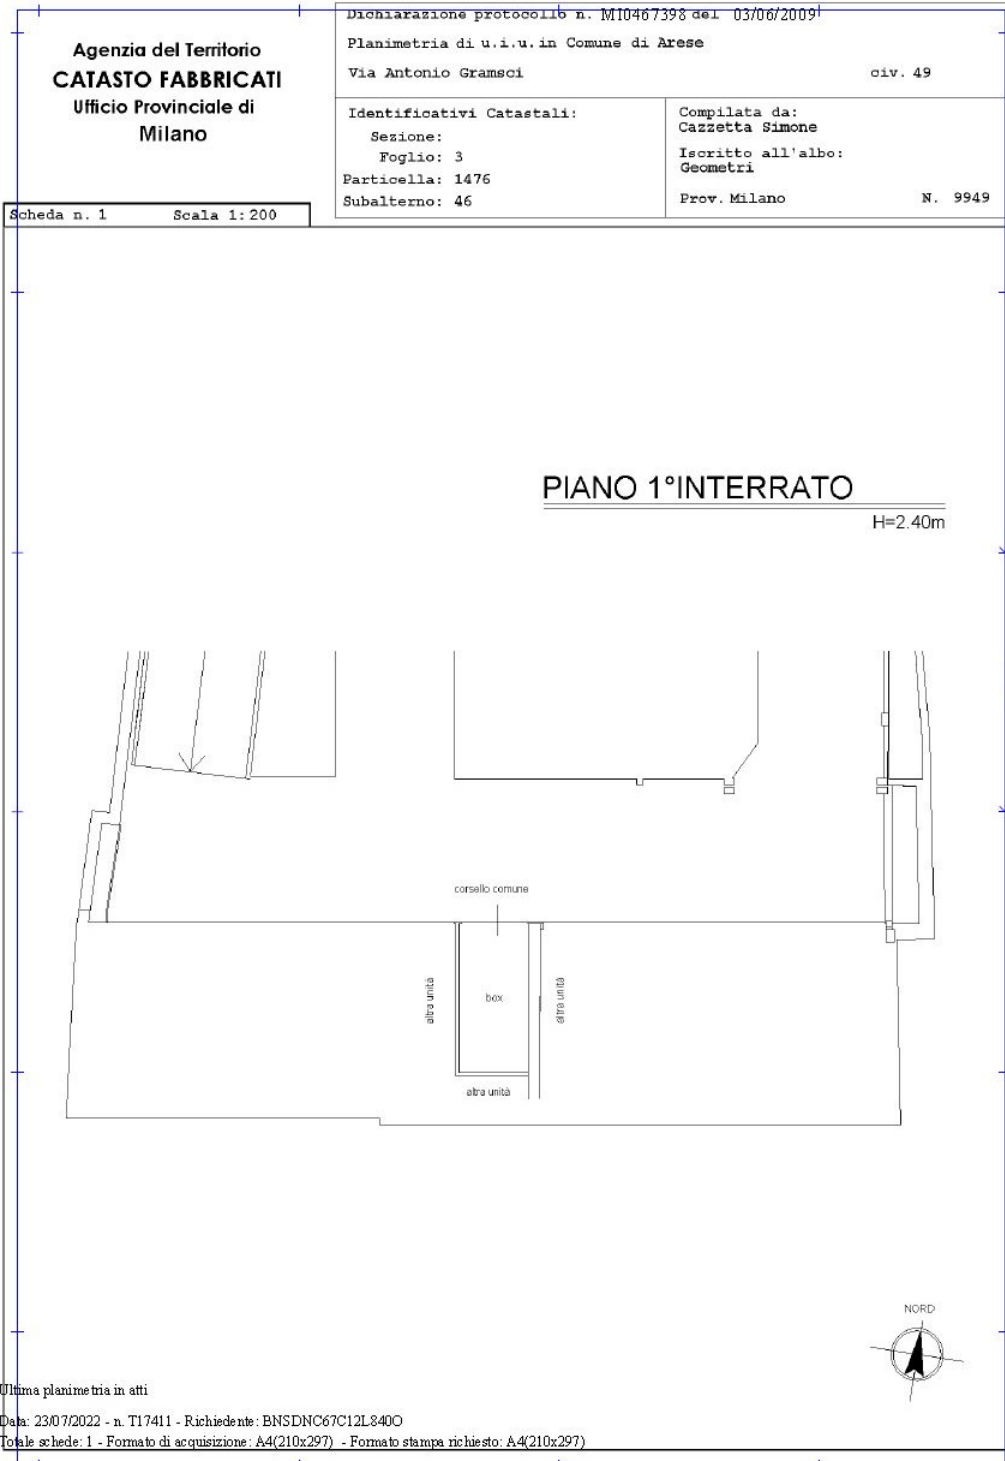 Agenzia del Territorio
CATASTO FABBRICATI
Ufficio Provinciale di
Milano
Dichiarazione protocollo n. MI0467398 del 03/06/2009
Planimetria di u.i.u. in Comune di Arese
Via Antonio Gramsci civ. 49
Identificativi Catastali:
Sezione:
Foglio: 3
Particella: 1476
Subalterno: 46
Compilata da:
Cazzetta Simone
Iscritto all'albo:
Geometri
Prov. Milano N. 9949
Scheda n. 1 Scala 1:200
PIANO 1°INTERRATO
H=2.40m
corsello comune
altra unità
box
altra unità
altra unità
NORD
Ultima planimetria in atti
Data: 23/07/2022 - n. T17411 - Richiedente: BNSDNC67C12L840O
Totale schede: 1 - Formato di acquisizione: A4(210x297) - Formato stampa richiesto: A4(210x297)